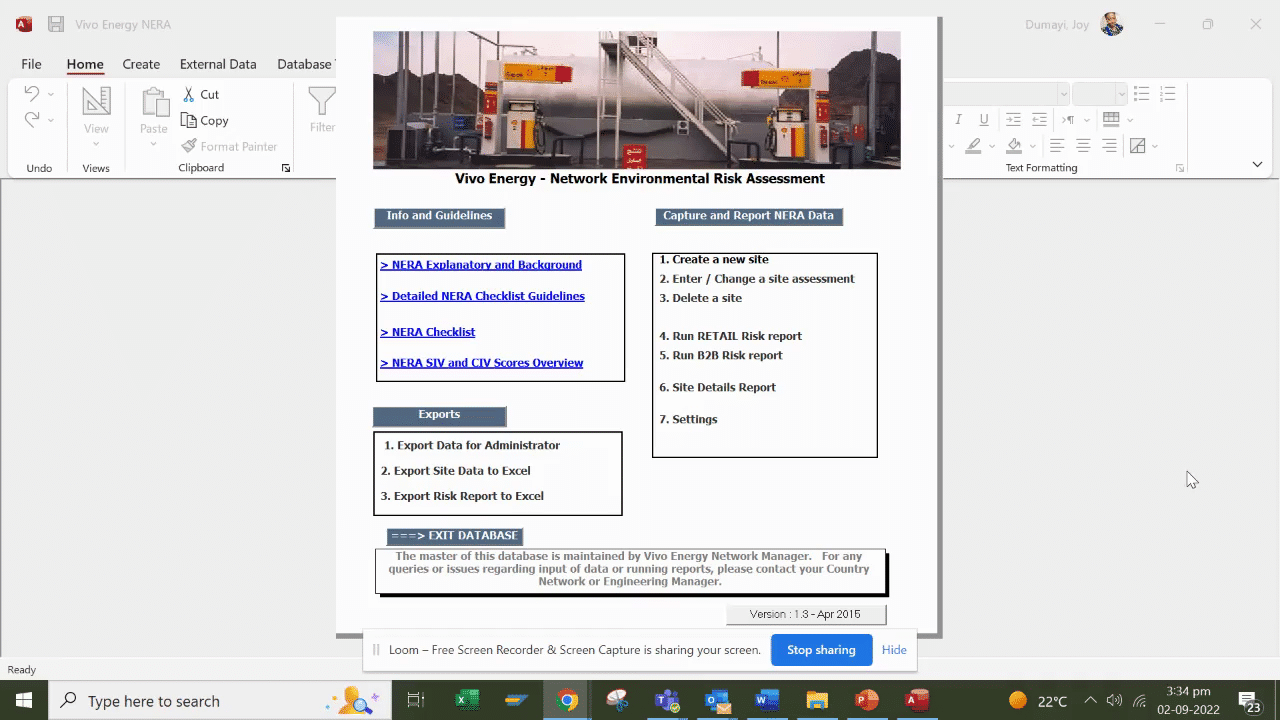 Vivo Energy NERA
Dumayi, Joy
File
Home
Create
External Data
Database
View
Paste
Cut
Copy
Format Painter
Filter
Undo
Views
Clipboard
Text Formatting
Vivo Energy - Network Environmental Risk Assessment
Info and Guidelines
> NERA Explanatory and Background
> Detailed NERA Checklist Guidelines
> NERA Checklist
> NERA SIV and CIV Scores Overview
Capture and Report NERA Data
1. Create a new site
2. Enter / Change a site assessment
3. Delete a site
4. Run RETAIL Risk report
5. Run B2B Risk report
6. Site Details Report
7. Settings
Exports
1. Export Data for Administrator
2. Export Site Data to Excel
3. Export Risk Report to Excel
===> EXIT DATABASE
The master of this database is maintained by Vivo Energy Network Manager. For any
queries or issues regarding input of data or running reports, please contact your Country
Network or Engineering Manager.
Version : 1.3 - Apr 2015
Loom – Free Screen Recorder & Screen Capture is sharing your screen.
Stop sharing
Hide
Ready
Type here to search
22°C
3:34 pm
02-09-2022
23